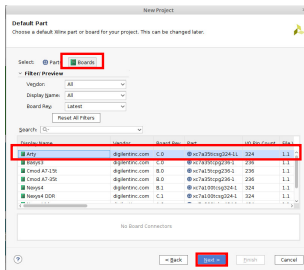 New Project
Default Part
Choose a default Xilinx part or board for your project. This can be changed later.
Select: Parts Boards
Filter/Preview
Vendor: All
Display Name: All
Board Rev: Latest
Reset All Filters
Search: Q-
Display Name Vendor Board Rev Part I/O Pin Count File
Arty digilentinc.com C.0 xc7a35ticsg324-1L 324 1.1
Basys3 digilentinc.com C.0 xc7a35tcpg236-1 236 1.1
Cmod A7-15t digilentinc.com B.0 xc7a15tcpg236-1 236 1.1
Cmod A7-35t digilentinc.com B.0 xc7a35tcpg236-1 236 1.1
Nexys4 digilentinc.com B.1 xc7a100tcsg324-1 324 1.1
Nexys4 DDR digilentinc.com C.1 xc7a100tcsg324-1 324 1.1
No Board Connectors
? < Back Next > Finish Cancel